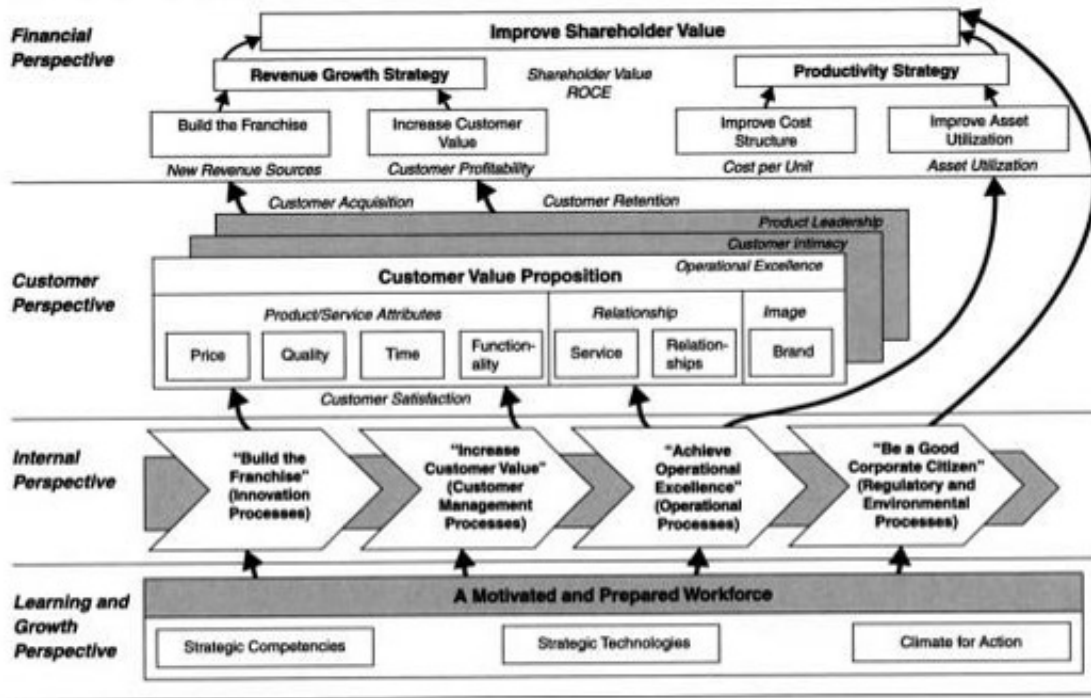 Financial
Perspective
Improve Shareholder Value
Revenue Growth Strategy
Shareholder Value
ROCE
Productivity Strategy
Build the Franchise
Increase Customer
Value
Improve Cost
Structure
Improve Asset
Utilization
New Revenue Sources
Customer Profitability
Cost per Unit
Asset Utilization
Customer Acquisition
Customer Retention
Product Leadership
Customer Intimacy
Operational Excellence
Customer
Perspective
Customer Value Proposition
Product/Service Attributes
Relationship
Image
Price
Quality
Time
Function-
ality
Service
Relation-
ships
Brand
Customer Satisfaction
Internal
Perspective
"Build the
Franchise"
(Innovation
Processes)
"Increase
Customer Value"
(Customer
Management
Processes)
"Achieve
Operational
Excellence"
(Operational
Processes)
"Be a Good
Corporate Citizen"
(Regulatory and
Environmental
Processes)
Learning and
Growth
Perspective
A Motivated and Prepared Workforce
Strategic Competencies
Strategic Technologies
Climate for Action